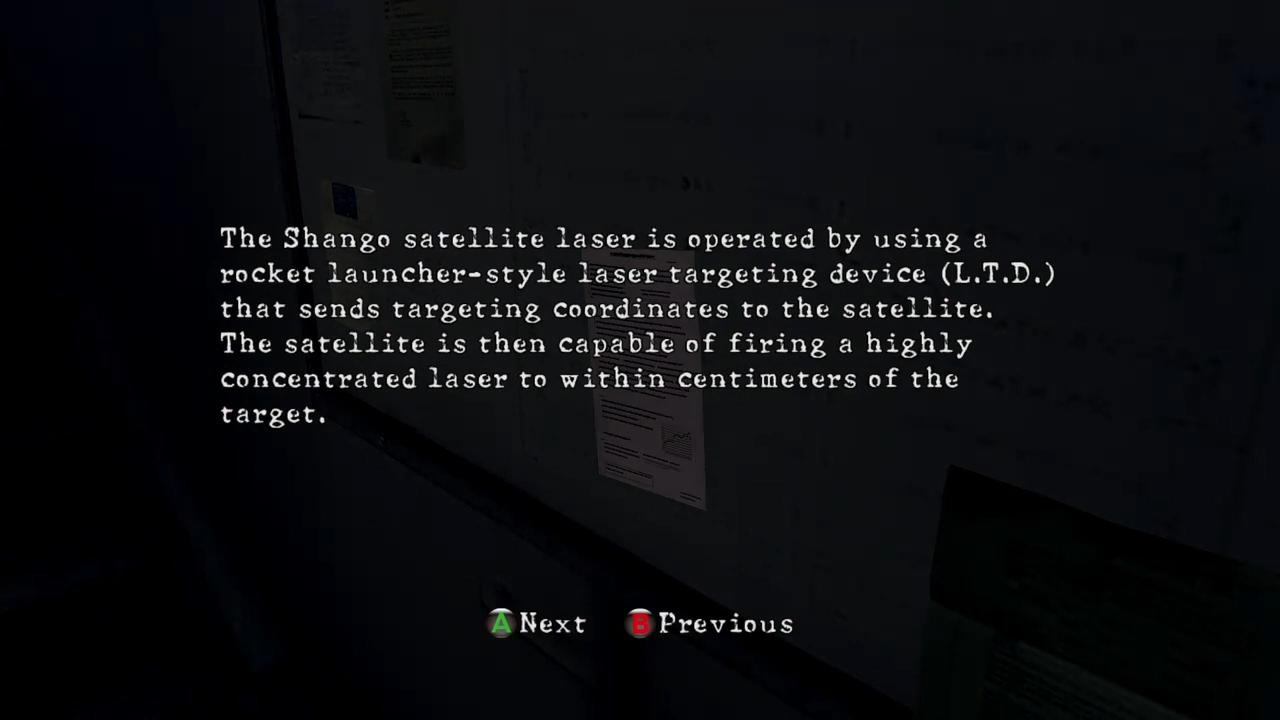 The Shango satellite laser is operated by using a
rocket launcher-style laser targeting device (L.T.D.)
that sends targeting coordinates to the satellite.
The satellite is then capable of firing a highly
concentrated laser to within centimeters of the
target.
A Next B Previous